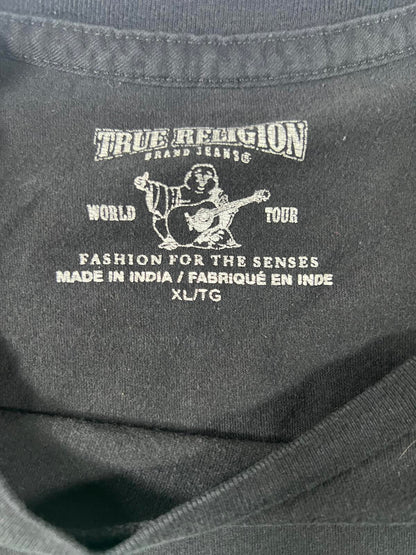 TRUE RELIGION
BRAND JEANS®
WORLD TOUR
FASHION FOR THE SENSES
MADE IN INDIA / FABRIQUÉ EN INDE
XL/TG